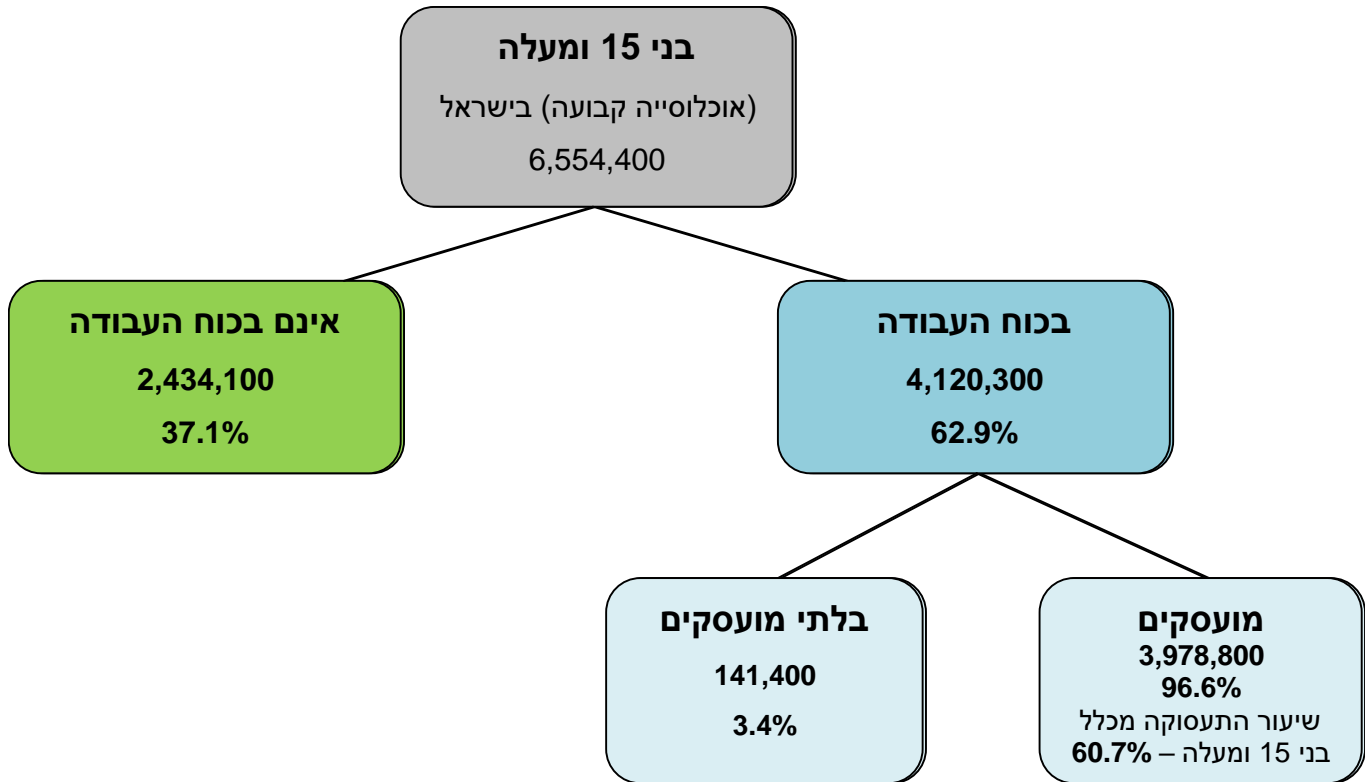 בני 15 ומעלה
(אוכלוסייה קבועה) בישראל
6,554,400
בכוח העבודה
4,120,300
62.9%
אינם בכוח העבודה
2,434,100
37.1%
מועסקים
3,978,800
96.6%
שיעור התעסוקה מכלל
בני 15 ומעלה – 60.7%
בלתי מועסקים
141,400
3.4%